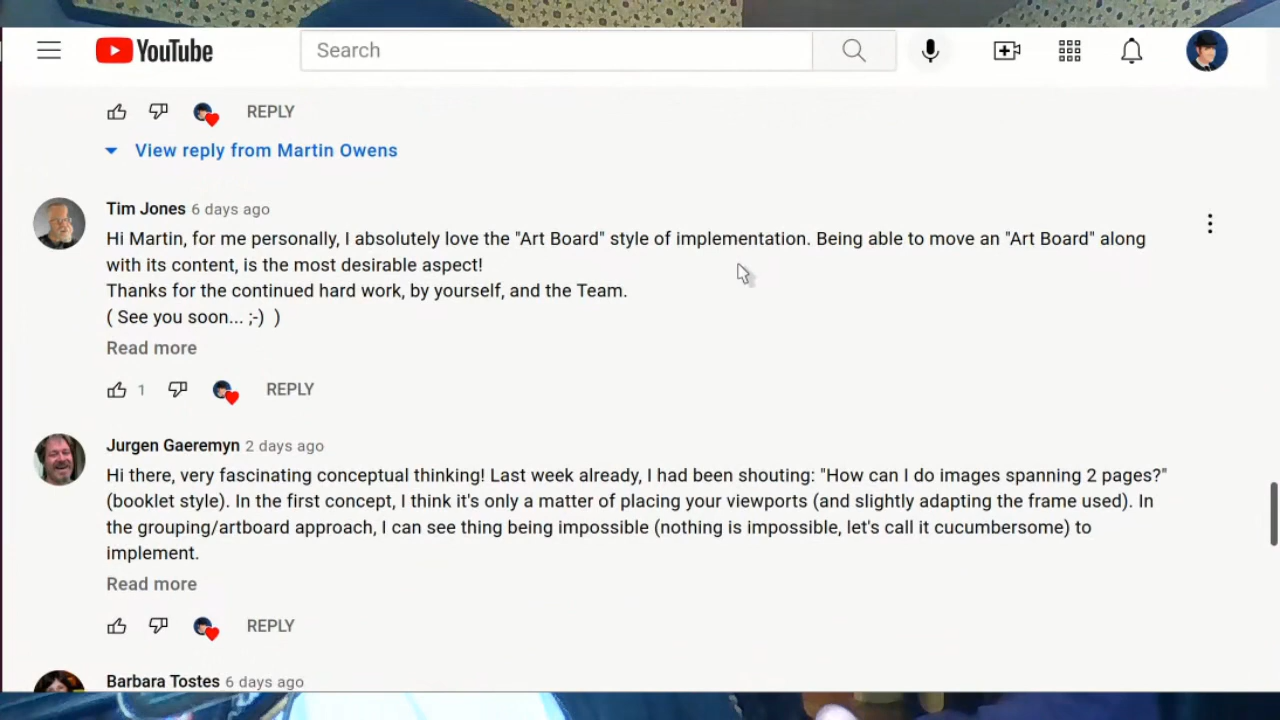 YouTube
Search
REPLY
View reply from Martin Owens
Tim Jones 6 days ago
Hi Martin, for me personally, I absolutely love the "Art Board" style of implementation. Being able to move an "Art Board" along
with its content, is the most desirable aspect!
Thanks for the continued hard work, by yourself, and the Team.
( See you soon... ;-)  )
Read more
1
REPLY
Jurgen Gaeremyn 2 days ago
Hi there, very fascinating conceptual thinking! Last week already, I had been shouting: "How can I do images spanning 2 pages?"
(booklet style). In the first concept, I think it's only a matter of placing your viewports (and slightly adapting the frame used). In
the grouping/artboard approach, I can see thing being impossible (nothing is impossible, let's call it cucumbersome) to
implement.
Read more
REPLY
Barbara Tostes 6 days ago